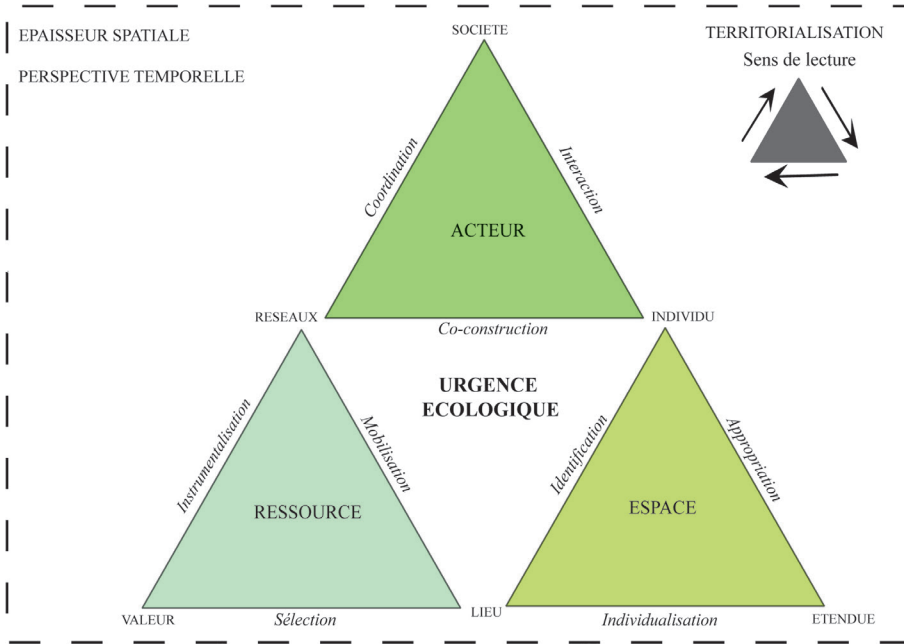 EPAISSEUR SPATIALE
PERSPECTIVE TEMPORELLE
TERRITORIALISATION
Sens de lecture
SOCIETE
Coordination
Interaction
ACTEUR
RESEAUX
Co-construction
INDIVIDU
URGENCE
ECOLOGIQUE
Instrumentalisation
Mobilisation
RESSOURCE
Identification
Appropriation
ESPACE
VALEUR
Sélection
LIEU
Individualisation
ETENDUE